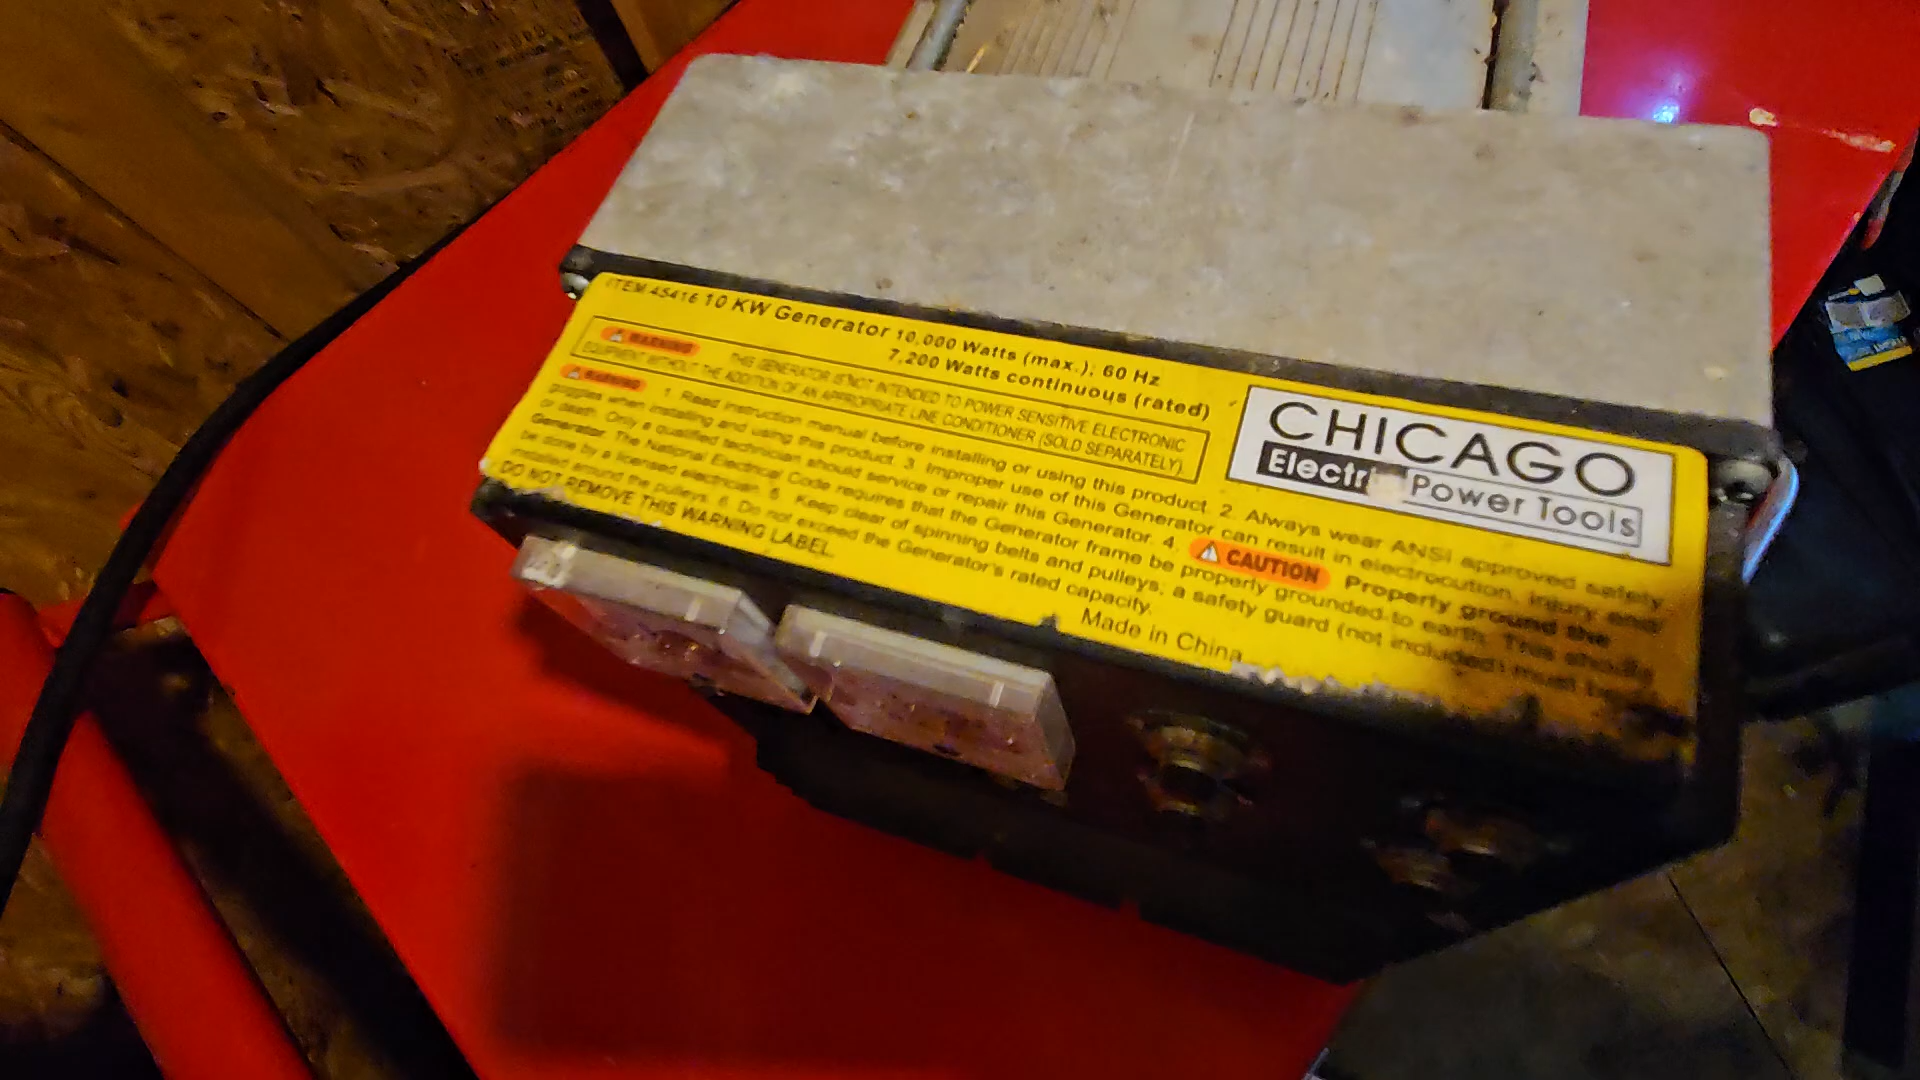 ITEM 45416 10 KW Generator 10,000 Watts (max.); 60 Hz
7,200 Watts continuous (rated)
WARNING THIS GENERATOR IS NOT INTENDED TO POWER SENSITIVE ELECTRONIC
EQUIPMENT WITHOUT THE ADDITION OF AN APPROPRIATE LINE CONDITIONER (SOLD SEPARATELY).
CHICAGO
Electri Power Tools
WARNING 1. Read instruction manual before installing or using this product. 2. Always wear ANSI approved safety
goggles when installing and using this product. 3. Improper use of this Generator can result in electrocution, injury and/
or death. Only a qualified technician should service or repair this Generator. 4. CAUTION Properly ground the
Generator. The National Electrical Code requires that the Generator frame be properly grounded to earth. This should
be done by a licensed electrician. 5. Keep clear of spinning belts and pulleys; a safety guard (not included) must be
installed around the pulleys. 6. Do not exceed the Generator's rated capacity.
DO NOT REMOVE THIS WARNING LABEL.
Made in China